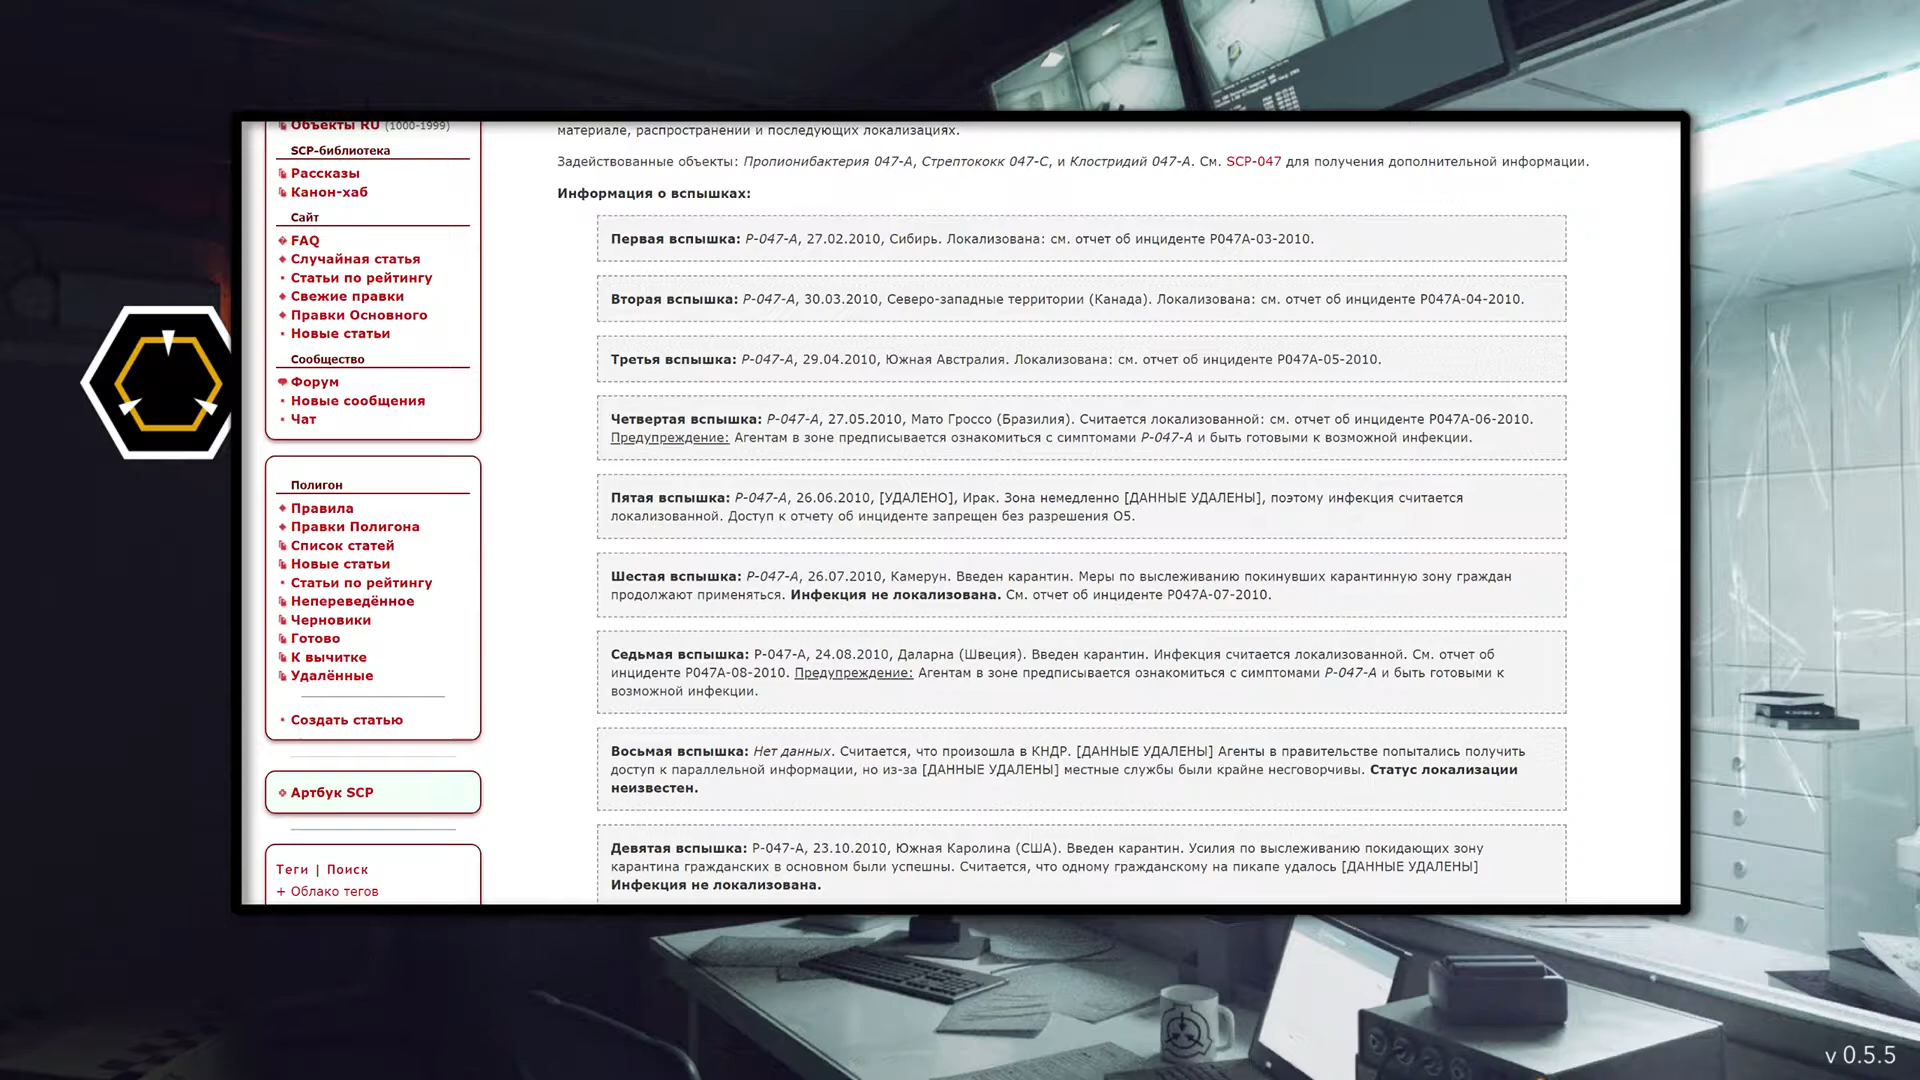 Объекты RU (1000-1999)
SCP-библиотека
Рассказы
Канон-хаб
Сайт
FAQ
Случайная статья
Статьи по рейтингу
Свежие правки
Правки Основного
Новые статьи
Сообщество
Форум
Новые сообщения
Чат
Полигон
Правила
Правки Полигона
Список статей
Новые статьи
Статьи по рейтингу
Непереведённое
Черновики
Готово
К вычитке
Удалённые
Создать статью
Артбук SCP
Теги | Поиск
+ Облако тегов
материале, распространении и последующих локализациях.
Задействованные объекты: Пропионибактерия 047-A, Стрептококк 047-C, и Клостридий 047-A. См. SCP-047 для получения дополнительной информации.
Информация о вспышках:
Первая вспышка: P-047-A, 27.02.2010, Сибирь. Локализована: см. отчет об инциденте P047A-03-2010.
Вторая вспышка: P-047-A, 30.03.2010, Северо-западные территории (Канада). Локализована: см. отчет об инциденте P047A-04-2010.
Третья вспышка: P-047-A, 29.04.2010, Южная Австралия. Локализована: см. отчет об инциденте P047A-05-2010.
Четвертая вспышка: P-047-A, 27.05.2010, Мато Гроссо (Бразилия). Считается локализованной: см. отчет об инциденте P047A-06-2010.
Предупреждение: Агентам в зоне предписывается ознакомиться с симптомами P-047-A и быть готовыми к возможной инфекции.
Пятая вспышка: P-047-A, 26.06.2010, [УДАЛЕНО], Ирак. Зона немедленно [ДАННЫЕ УДАЛЕНЫ], поэтому инфекция считается
локализованной. Доступ к отчету об инциденте запрещен без разрешения O5.
Шестая вспышка: P-047-A, 26.07.2010, Камерун. Введен карантин. Меры по выслеживанию покинувших карантинную зону граждан
продолжают применяться. Инфекция не локализована. См. отчет об инциденте P047A-07-2010.
Седьмая вспышка: P-047-A, 24.08.2010, Даларна (Швеция). Введен карантин. Инфекция считается локализованной. См. отчет об
инциденте P047A-08-2010. Предупреждение: Агентам в зоне предписывается ознакомиться с симптомами P-047-A и быть готовыми к
возможной инфекции.
Восьмая вспышка: Нет данных. Считается, что произошла в КНДР. [ДАННЫЕ УДАЛЕНЫ] Агенты в правительстве попытались получить
доступ к параллельной информации, но из-за [ДАННЫЕ УДАЛЕНЫ] местные службы были крайне несговорчивы. Статус локализации
неизвестен.
Девятая вспышка: P-047-A, 23.10.2010, Южная Каролина (США). Введен карантин. Усилия по выслеживанию покидающих зону
карантина гражданских в основном были успешны. Считается, что одному гражданскому на пикапе удалось [ДАННЫЕ УДАЛЕНЫ]
Инфекция не локализована.
v 0.5.5